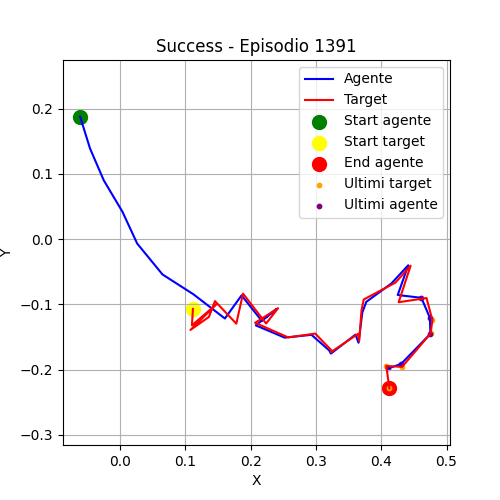 Success - Episodio 1391
Agente
Target
Start agente
Start target
End agente
Ultimi target
Ultimi agente
Y
0.2
0.1
0.0
−0.1
−0.2
−0.3
0.0
0.1
0.2
0.3
0.4
0.5
X